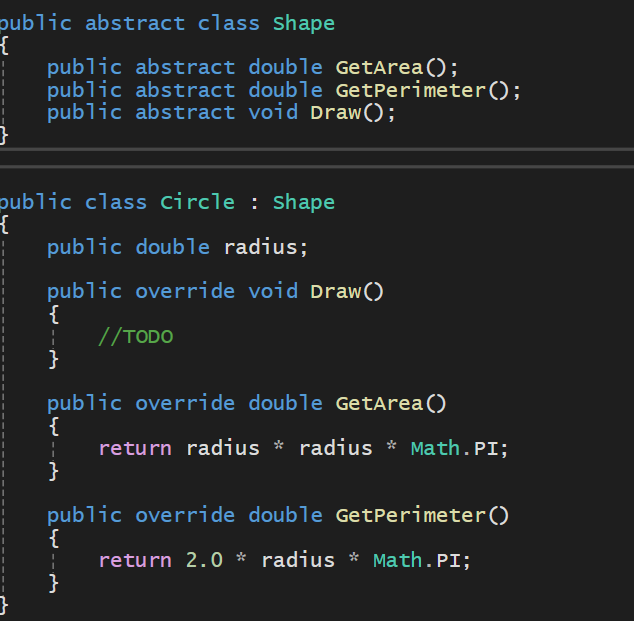 public abstract class Shape
{
public abstract double GetArea();
public abstract double GetPerimeter();
public abstract void Draw();
}
public class Circle : Shape
{
public double radius;
public override void Draw()
{
//TODO
}
public override double GetArea()
{
return radius * radius * Math.PI;
}
public override double GetPerimeter()
{
return 2.0 * radius * Math.PI;
}
}